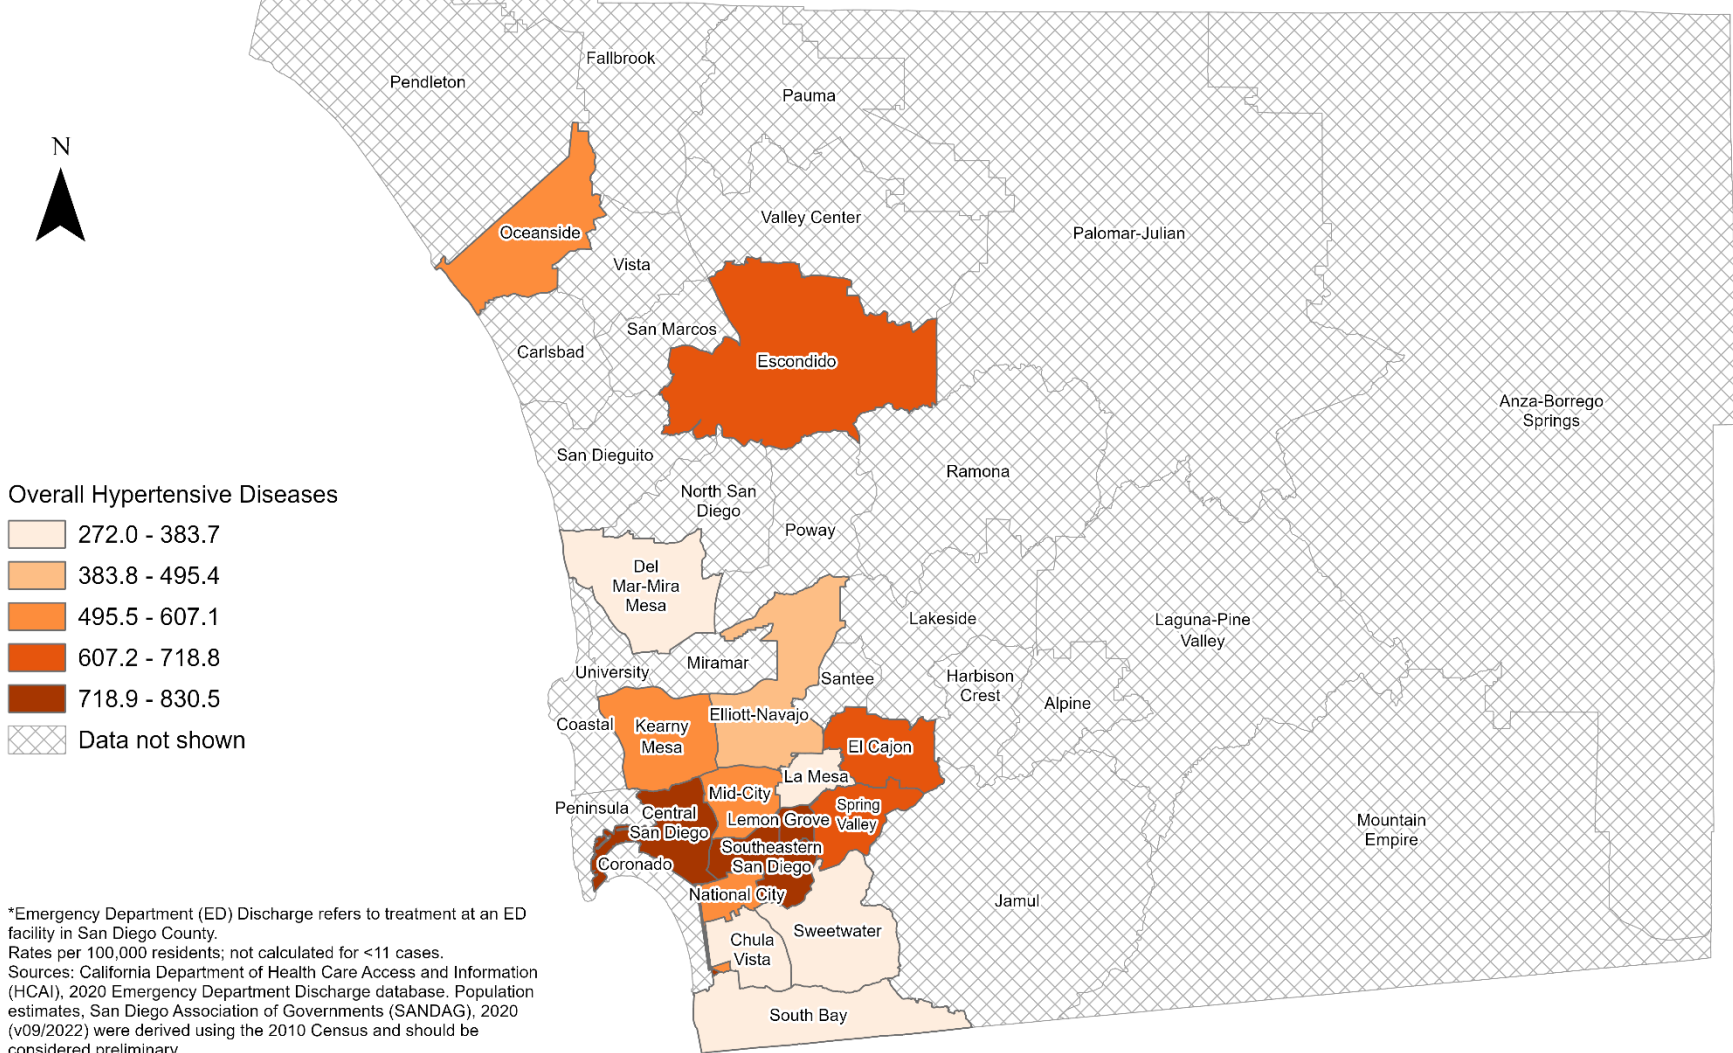 Fallbrook
Pendleton
Pauma
N
Valley Center
Oceanside
Palomar-Julian
Vista
San Marcos
Carlsbad
Escondido
Anza-Borrego
Springs
San Dieguito
Ramona
North San
Diego
Poway
Overall Hypertensive Diseases
272.0 - 383.7
383.8 - 495.4
495.5 - 607.1
607.2 - 718.8
718.9 - 830.5
Data not shown
Del
Mar-Mira
Mesa
Lakeside
Laguna-Pine
Valley
University
Miramar
Santee
Harbison
Crest
Alpine
Coastal
Kearny
Mesa
Elliott-Navajo
El Cajon
La Mesa
Mid-City
Peninsula
Central
San Diego
Lemon Grove
Spring
Valley
Mountain
Empire
Southeastern
San Diego
Coronado
National City
Jamul
Sweetwater
Chula
Vista
South Bay
*Emergency Department (ED) Discharge refers to treatment at an ED
facility in San Diego County.
Rates per 100,000 residents; not calculated for <11 cases.
Sources: California Department of Health Care Access and Information
(HCAI), 2020 Emergency Department Discharge database. Population
estimates, San Diego Association of Governments (SANDAG), 2020
(v09/2022) were derived using the 2010 Census and should be
considered preliminary